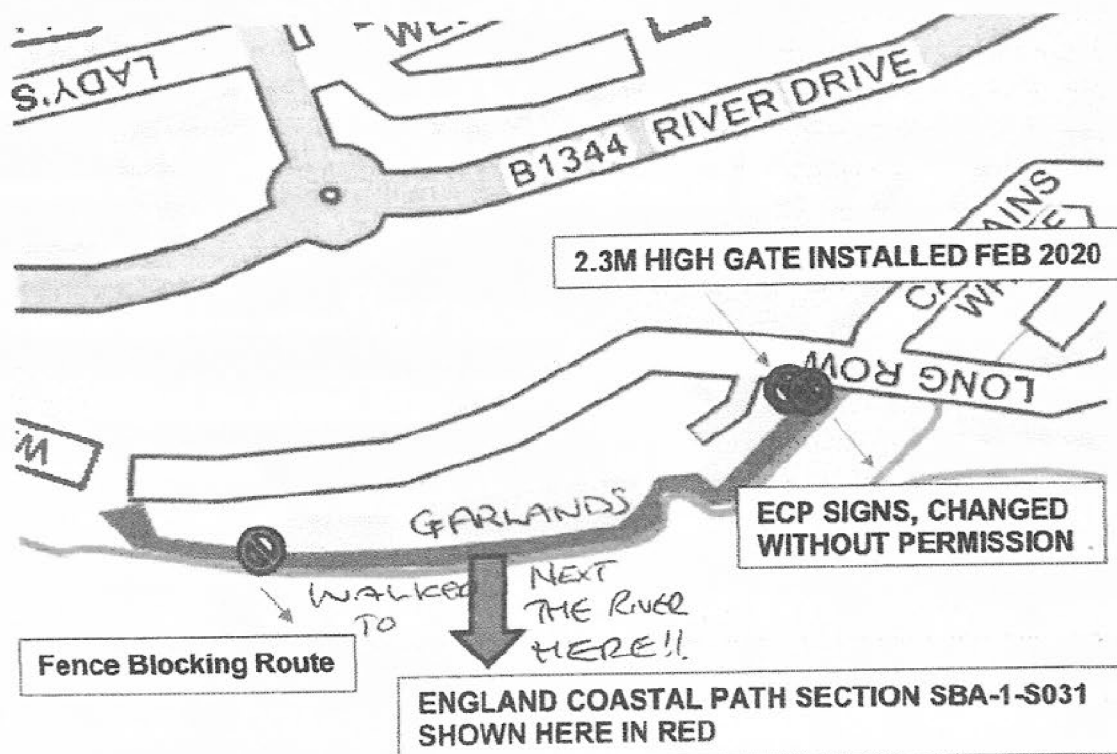 LADY'S
WE
B1344 RIVER DRIVE
2.3M HIGH GATE INSTALLED FEB 2020
LONG ROW
W
GARLANDS
ECP SIGNS, CHANGED
WITHOUT PERMISSION
WALKED NEXT
TO THE RIVER
HERE!!
Fence Blocking Route
ENGLAND COASTAL PATH SECTION SBA-1-S031
SHOWN HERE IN RED